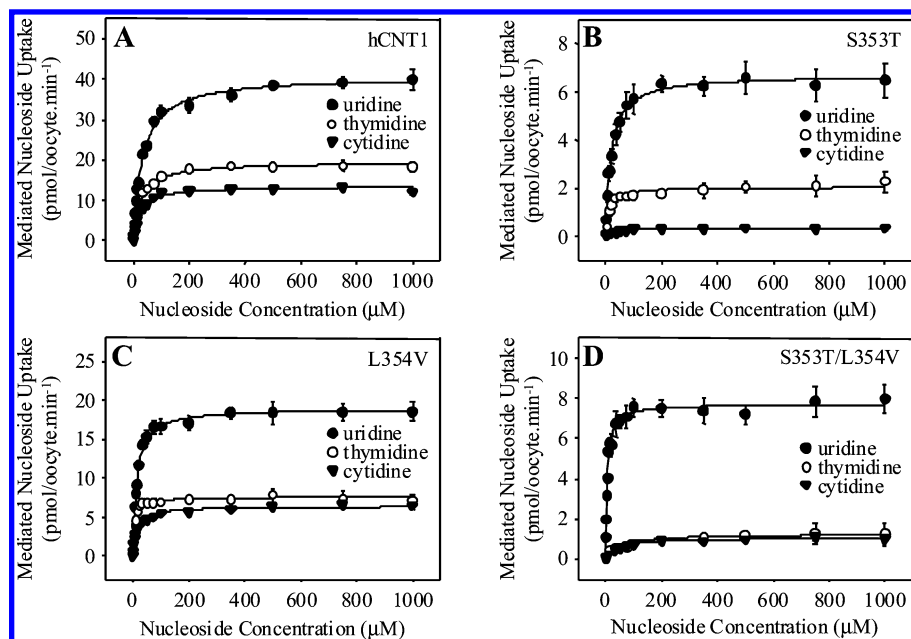 A
hCNT1
Mediated Nucleoside Uptake
(pmol/oocyte.min-1)
50
40
30
20
10
0
uridine
thymidine
cytidine
0 200 400 600 800 1000
Nucleoside Concentration (µM)
B
S353T
Mediated Nucleoside Uptake
(pmol/oocyte.min-1)
8
6
4
2
0
uridine
thymidine
cytidine
0 200 400 600 800 1000
Nucleoside Concentration (µM)
C
L354V
Mediated Nucleoside Uptake
(pmol/oocyte.min-1)
25
20
15
10
5
0
uridine
thymidine
cytidine
0 200 400 600 800 1000
Nucleoside Concentration (µM)
D
S353T/L354V
Mediated Nucleoside Uptake
(pmol/oocyte.min-1)
10
8
6
4
2
0
uridine
thymidine
cytidine
0 200 400 600 800 1000
Nucleoside Concentration (µM)